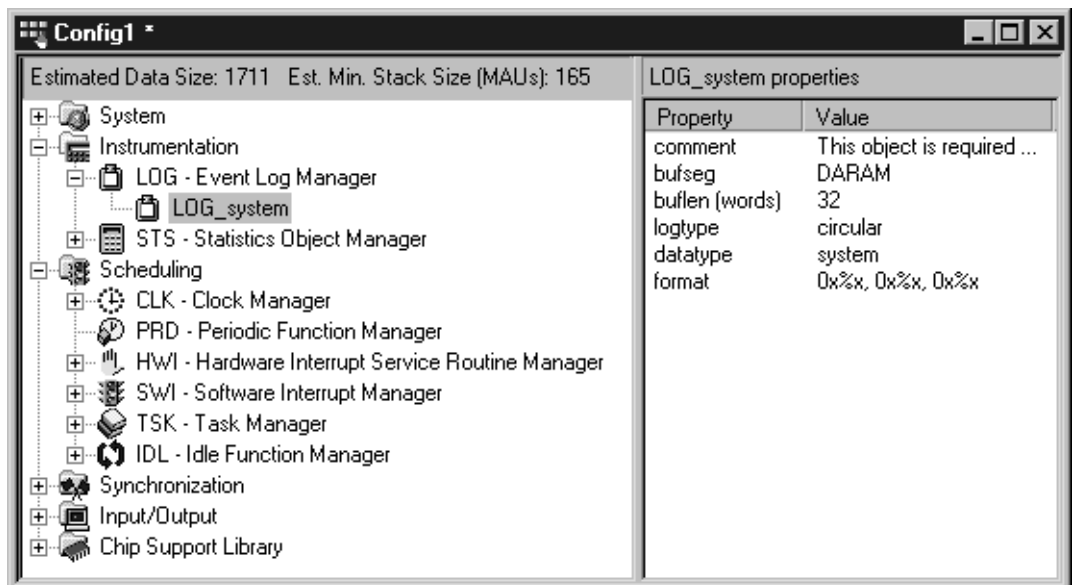 Config1 *
Estimated Data Size: 1711   Est. Min. Stack Size (MAUs): 165
System
Instrumentation
LOG - Event Log Manager
LOG_system
STS - Statistics Object Manager
Scheduling
CLK - Clock Manager
PRD - Periodic Function Manager
HWI - Hardware Interrupt Service Routine Manager
SWI - Software Interrupt Manager
TSK - Task Manager
IDL - Idle Function Manager
Synchronization
Input/Output
Chip Support Library
LOG_system properties
Property   Value
comment   This object is required ...
bufseg   DARAM
buflen (words)   32
logtype   circular
datatype   system
format   0x%x, 0x%x, 0x%x